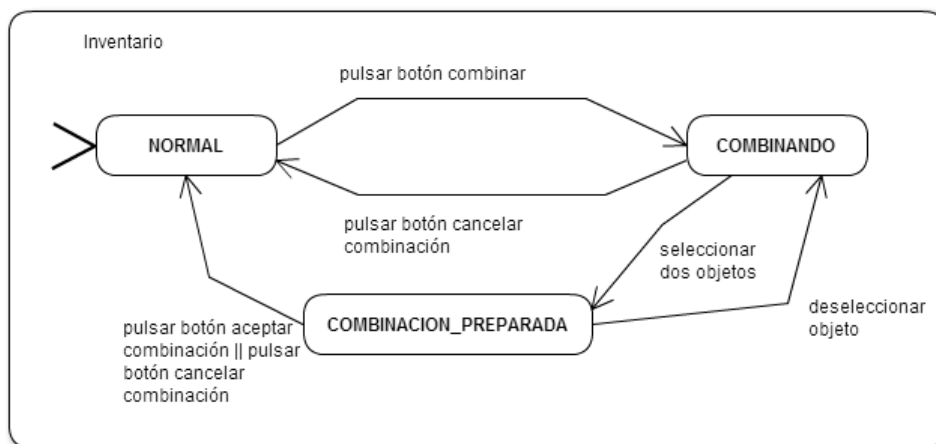 Inventario
pulsar botón combinar
NORMAL
COMBINANDO
pulsar botón cancelar
combinación
seleccionar
dos objetos
deseleccionar
objeto
COMBINACION_PREPARADA
pulsar botón aceptar
combinación || pulsar
botón cancelar
combinación